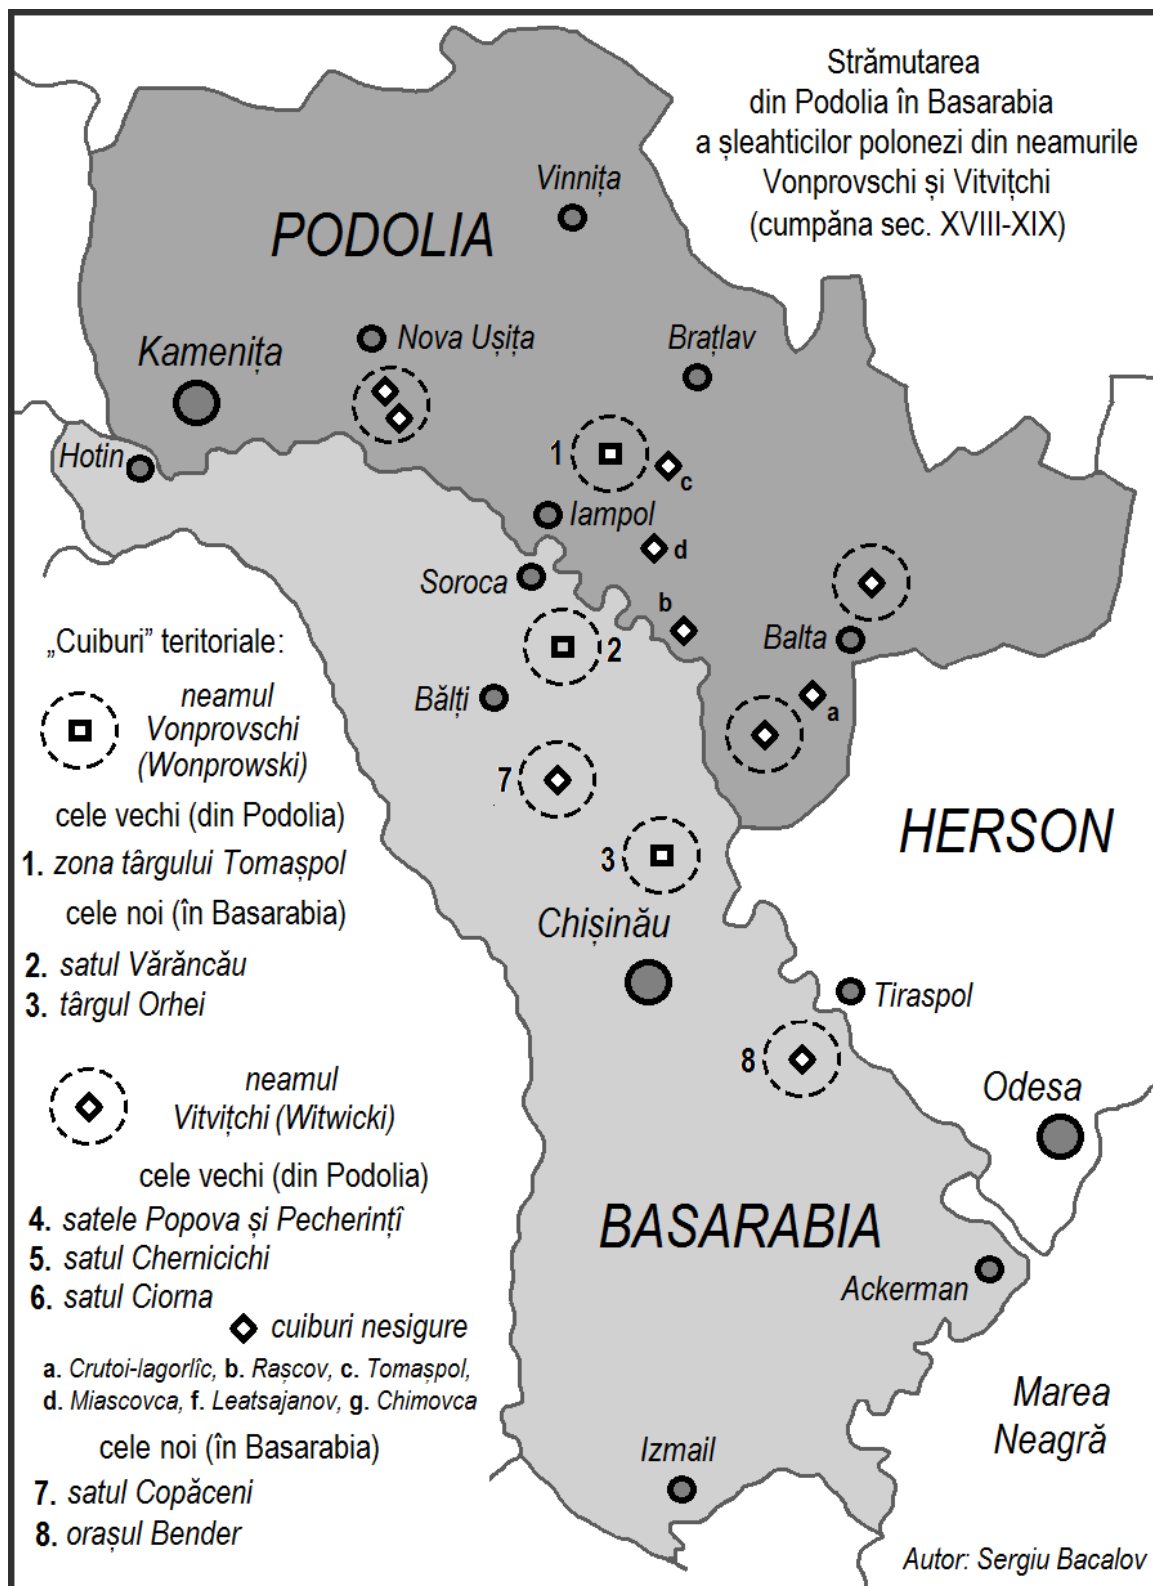 Strămutarea
din Podolia în Basarabia
a șleahticilor polonezi din neamurile
Vonprovschi și Vitvițchi
(cumpăna sec. XVIII-XIX)
Vinnița
PODOLIA
Nova Ușița
Kamenița
Brațlav
Hotin
1
c
Iampol
d
Soroca
b
2
Balta
„Cuiburi” teritoriale:
Bălți
a
neamul
Vonprovschi
(Wonprowski)
7
cele vechi (din Podolia)
HERSON
1. zona târgului Tomașpol
3
cele noi (în Basarabia)
Chișinău
2. satul Vărăncău
3. târgul Orhei
Tiraspol
8
neamul
Vitvițchi (Witwicki)
Odesa
cele vechi (din Podolia)
4. satele Popova și Pecherințî
BASARABIA
5. satul Chernicichi
6. satul Ciorna
Ackerman
cuiburi nesigure
a. Crutoi-Iagorlîc, b. Rașcov, c. Tomașpol,
d. Miascovca, f. Leatsajanov, g. Chimovca
Marea
Neagră
cele noi (în Basarabia)
Izmail
7. satul Copăceni
8. orașul Bender
Autor: Sergiu Bacalov